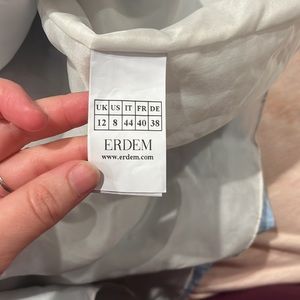 UK US IT FR DE
12 8 44 40 38
ERDEM
www.erdem.com